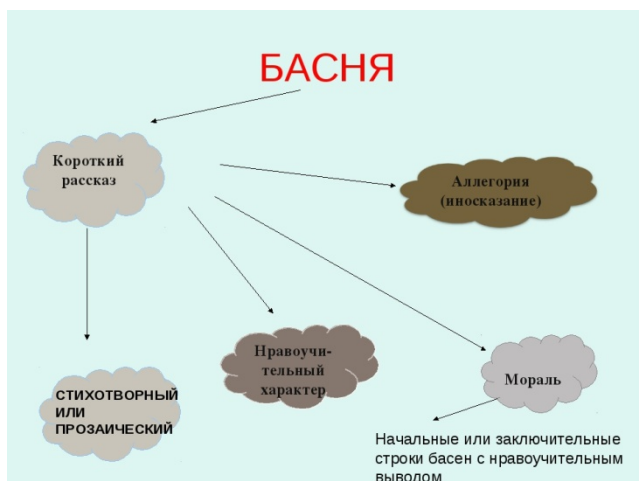 БАСНЯ
Короткий
рассказ
Аллегория
(иносказание)
Нравоучи-
тельный
характер
Мораль
СТИХОТВОРНЫЙ
ИЛИ
ПРОЗАИЧЕСКИЙ
Начальные или заключительные
строки басен с нравоучительным
выводом